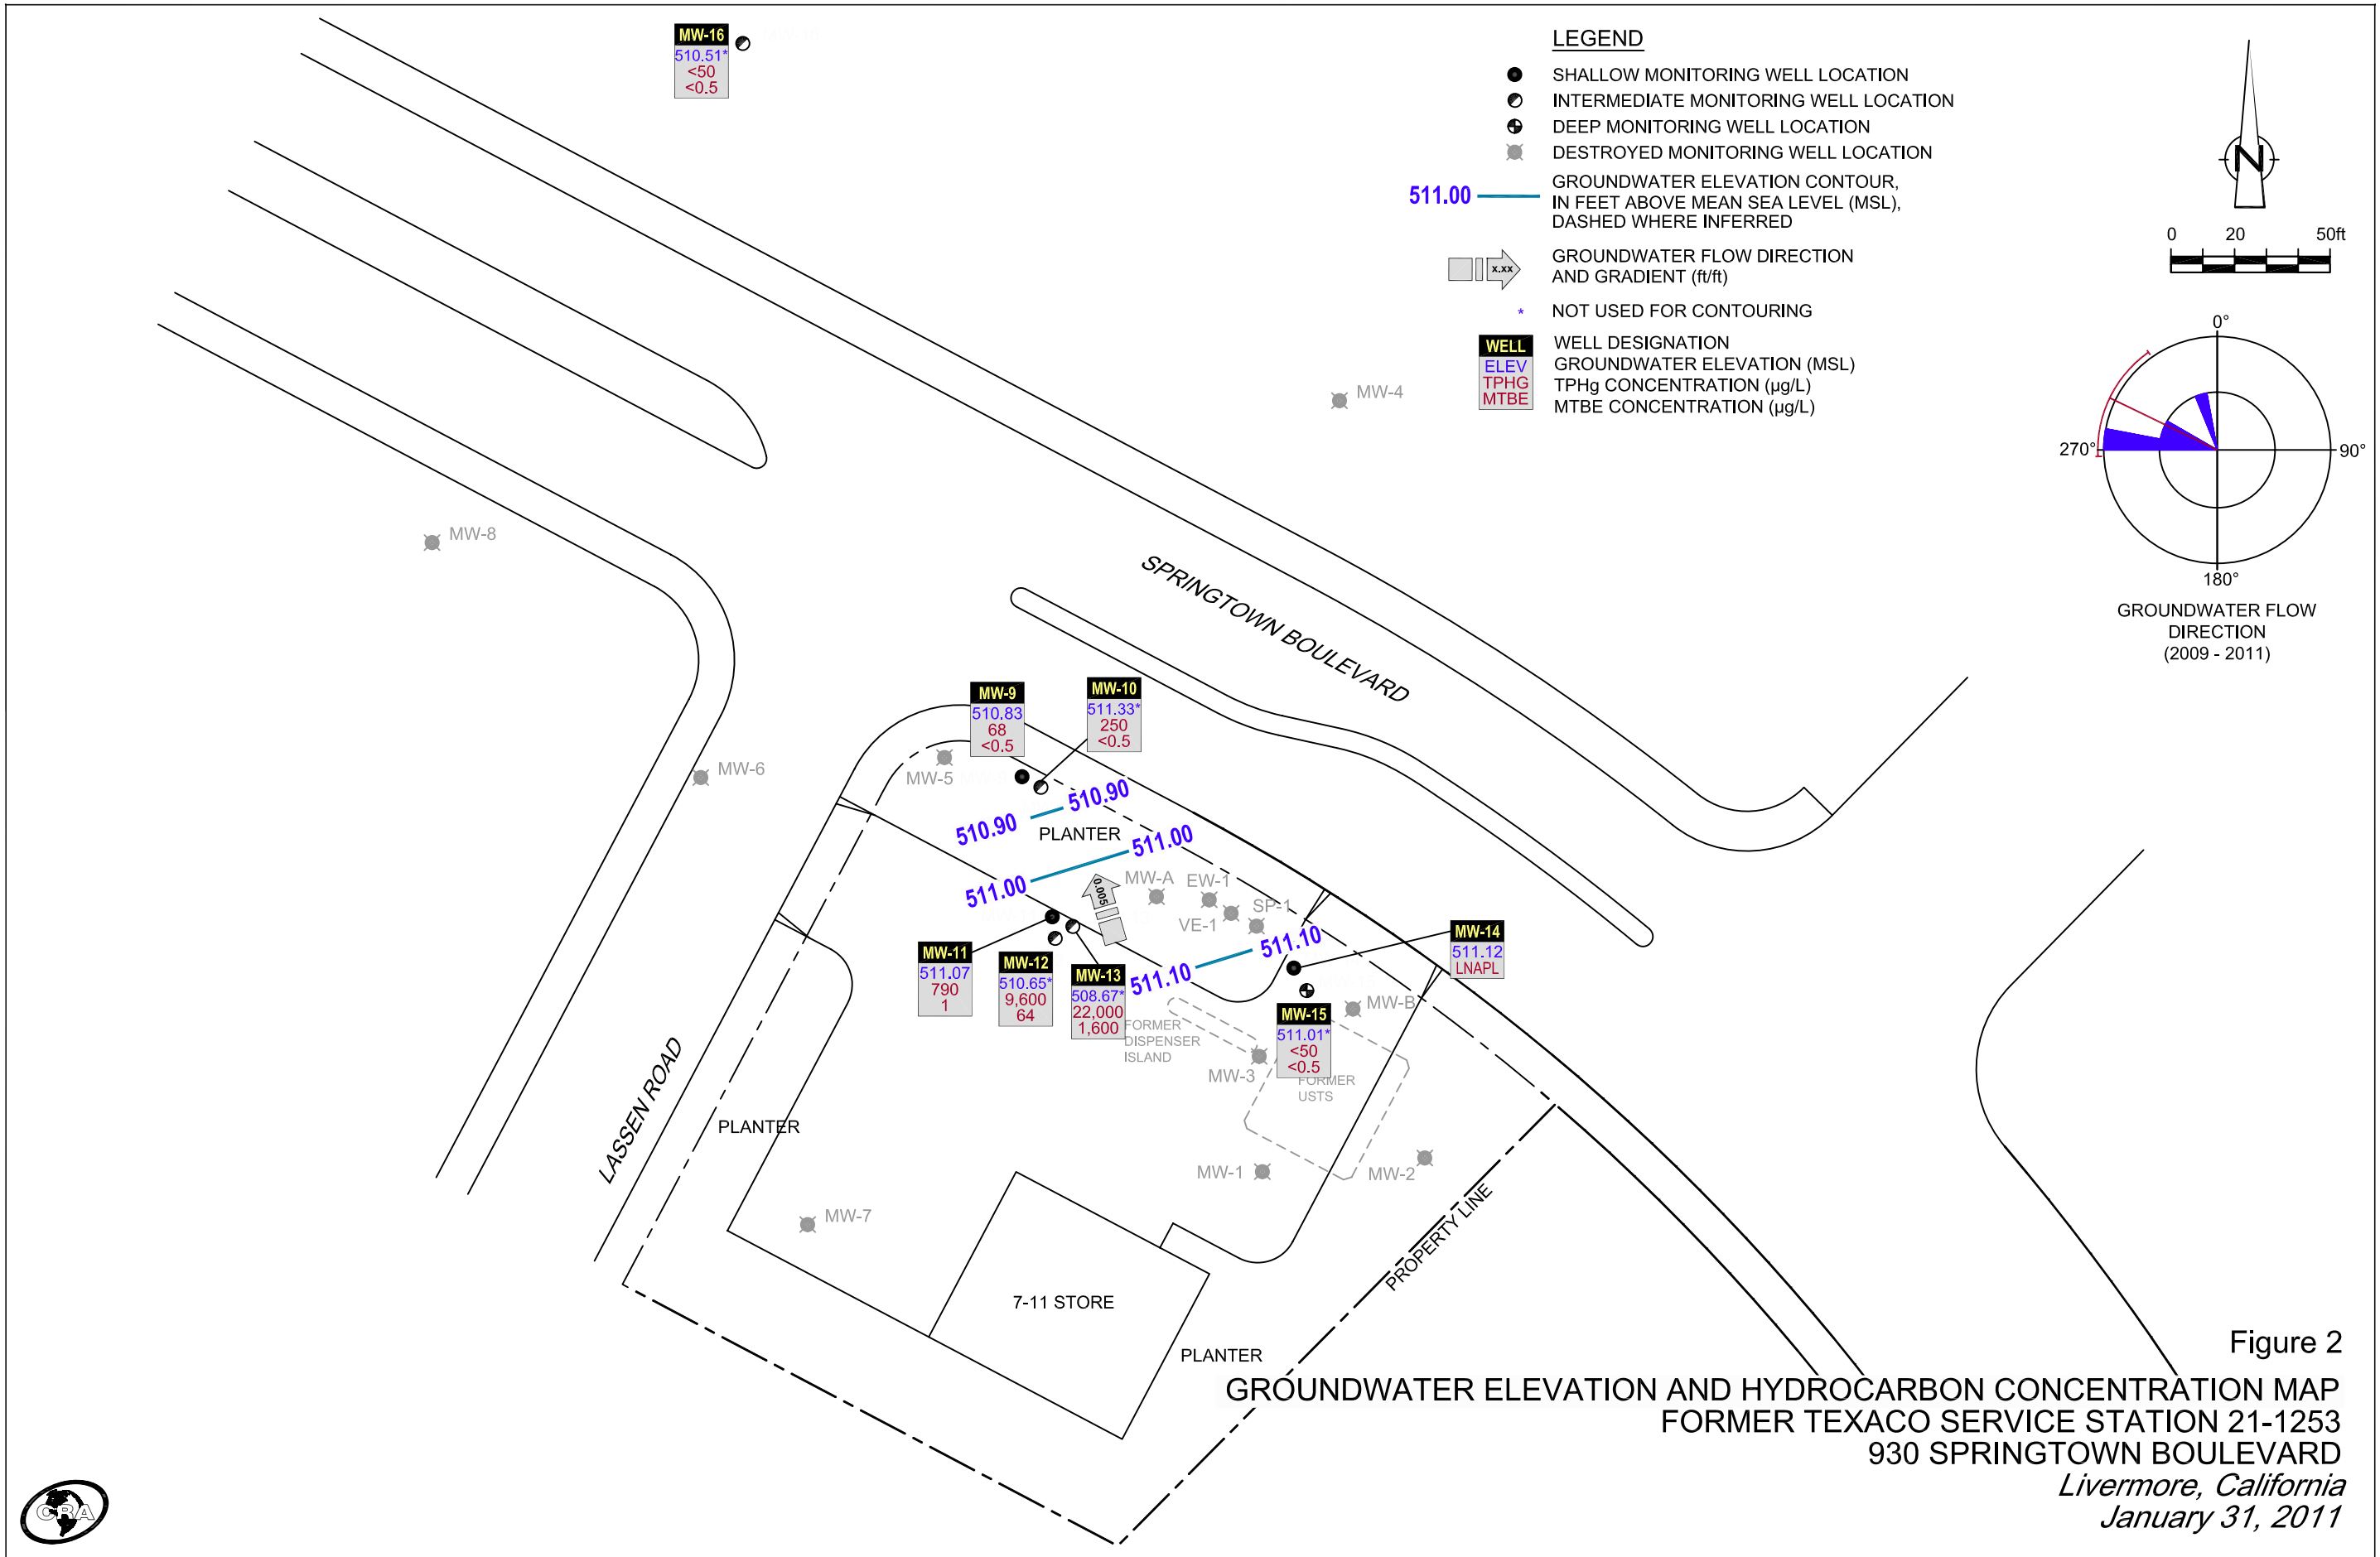 MW-16
510.51*
<50
<0.5
LEGEND
SHALLOW MONITORING WELL LOCATION
INTERMEDIATE MONITORING WELL LOCATION
DEEP MONITORING WELL LOCATION
DESTROYED MONITORING WELL LOCATION
511.00
GROUNDWATER ELEVATION CONTOUR,
IN FEET ABOVE MEAN SEA LEVEL (MSL),
DASHED WHERE INFERRED
x.xx
GROUNDWATER FLOW DIRECTION
AND GRADIENT (ft/ft)
* NOT USED FOR CONTOURING
WELL
ELEV
TPHG
MTBE
WELL DESIGNATION
GROUNDWATER ELEVATION (MSL)
TPHg CONCENTRATION (µg/L)
MTBE CONCENTRATION (µg/L)
N
0 20 50ft
0°
270° 90°
180°
GROUNDWATER FLOW
DIRECTION
(2009 - 2011)
MW-4
MW-8
SPRINGTOWN BOULEVARD
MW-9
510.83
68
<0.5
MW-10
511.33*
250
<0.5
MW-6
MW-5
510.90 510.90
PLANTER
511.00 511.00
0.005
MW-A
EW-1
VE-1
SP-1
511.10 511.10
MW-11
511.07
790
1
MW-12
510.65*
9,600
64
MW-13
508.67*
22,000
1,600
MW-14
511.12
LNAPL
MW-15
511.01*
<50
<0.5
MW-B
FORMER
DISPENSER
ISLAND
MW-3
FORMER
USTS
LASSEN ROAD
PLANTER
MW-1
MW-2
MW-7
PROPERTY LINE
7-11 STORE
PLANTER
Figure 2
GROUNDWATER ELEVATION AND HYDROCARBON CONCENTRATION MAP
FORMER TEXACO SERVICE STATION 21-1253
930 SPRINGTOWN BOULEVARD
Livermore, California
January 31, 2011
CRA